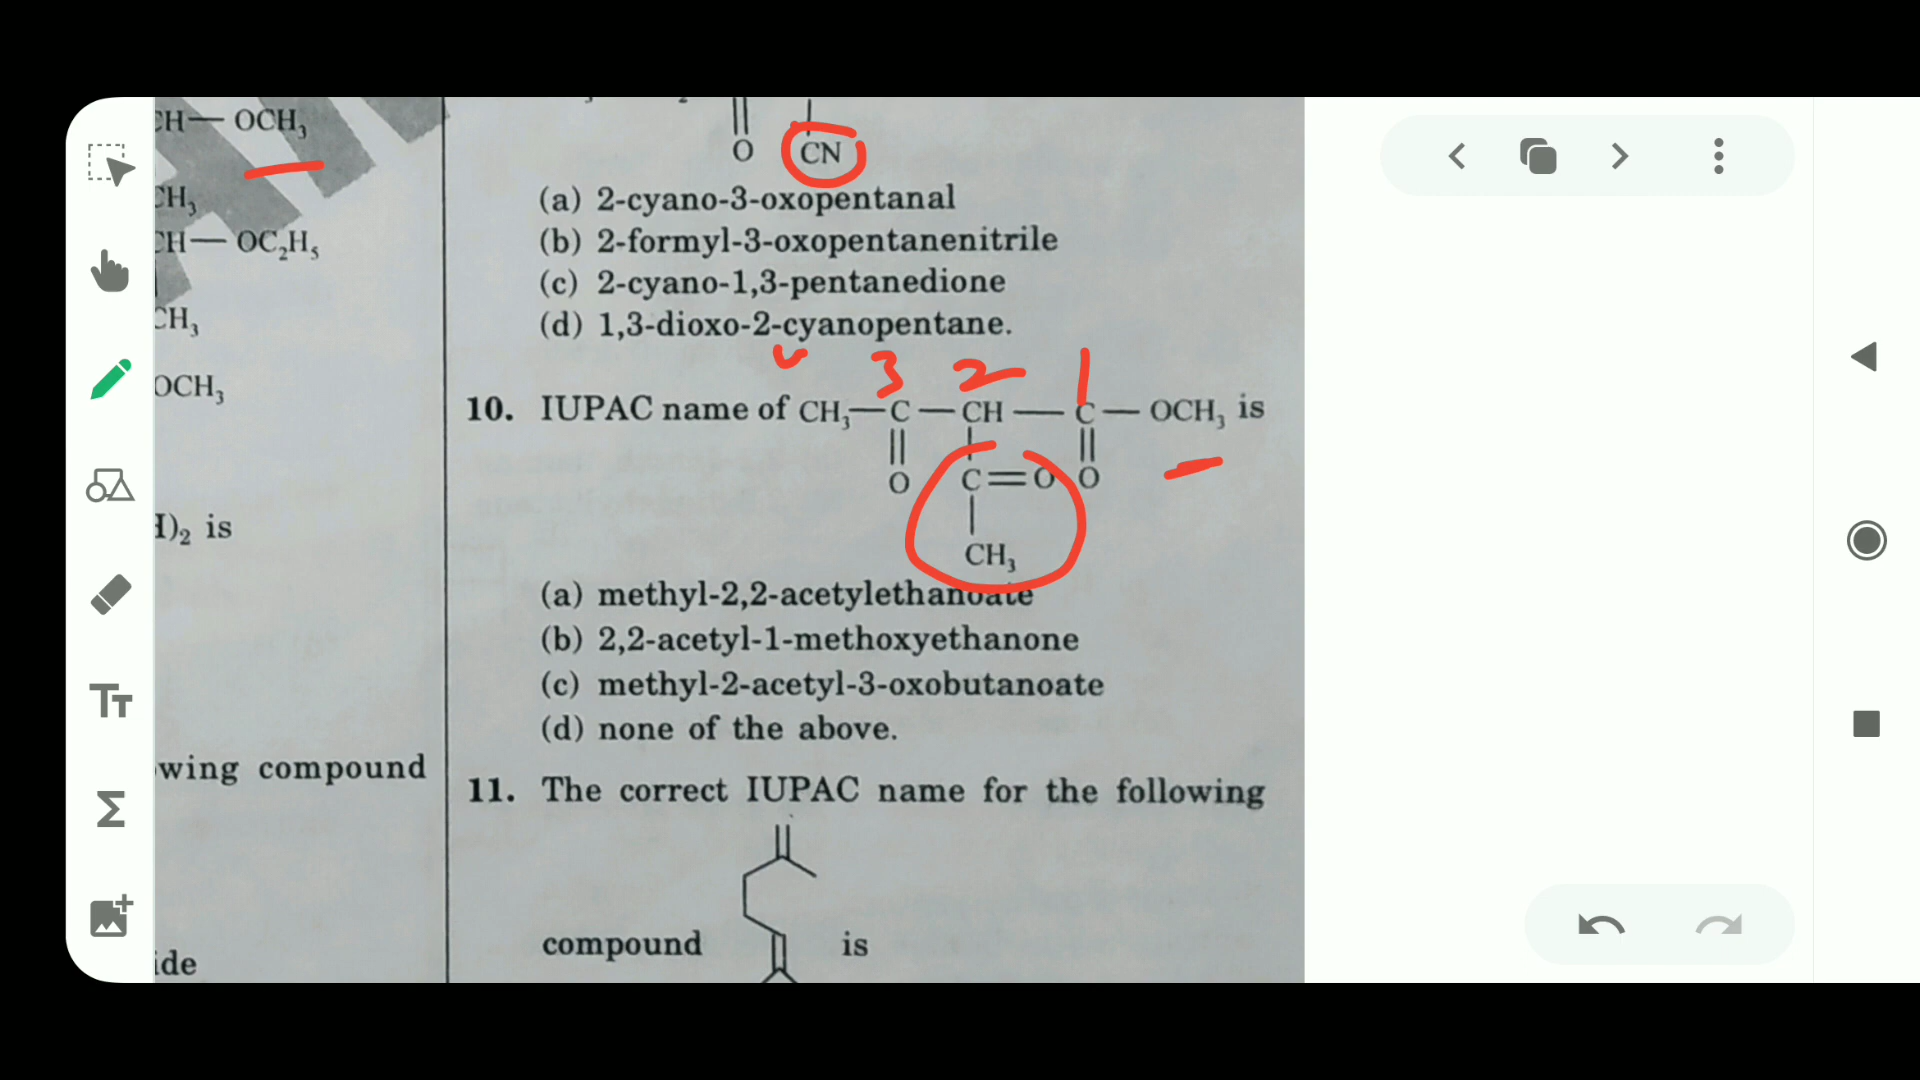 CH— OCH₃
CH₃
CH— OC₂H₅
CH₃
OCH₃
)₂ is
wing compound
ide
O CN
(a) 2-cyano-3-oxopentanal
(b) 2-formyl-3-oxopentanenitrile
(c) 2-cyano-1,3-pentanedione
(d) 1,3-dioxo-2-cyanopentane.
3 2 1
10. IUPAC name of CH₃—C—CH—C—OCH₃ is
O C=O O
CH₃
(a) methyl-2,2-acetylethanoate
(b) 2,2-acetyl-1-methoxyethanone
(c) methyl-2-acetyl-3-oxobutanoate
(d) none of the above.
11. The correct IUPAC name for the following
compound is
Tт
Σ